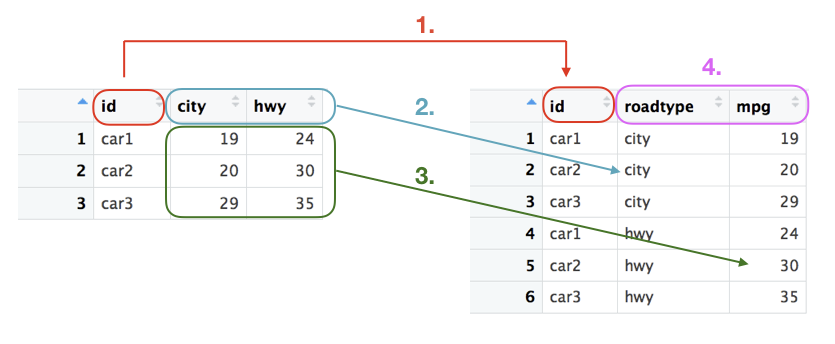 1.
4.
id city hwy
1 car1 19 24
2 car2 20 30
3 car3 29 35
2.
3.
id roadtype mpg
1 car1 city 19
2 car2 city 20
3 car3 city 29
4 car1 hwy 24
5 car2 hwy 30
6 car3 hwy 35